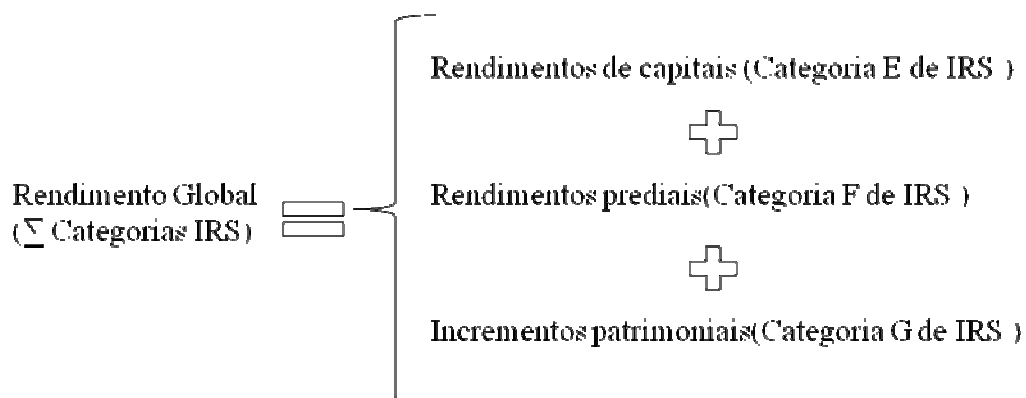 Rendimentos de capitais (Categoria E de IRS )
Rendimento Global
(∑ Categorias IRS)
Rendimentos prediais(Categoria F de IRS )
Incrementos patrimoniais(Categoria G de IRS )